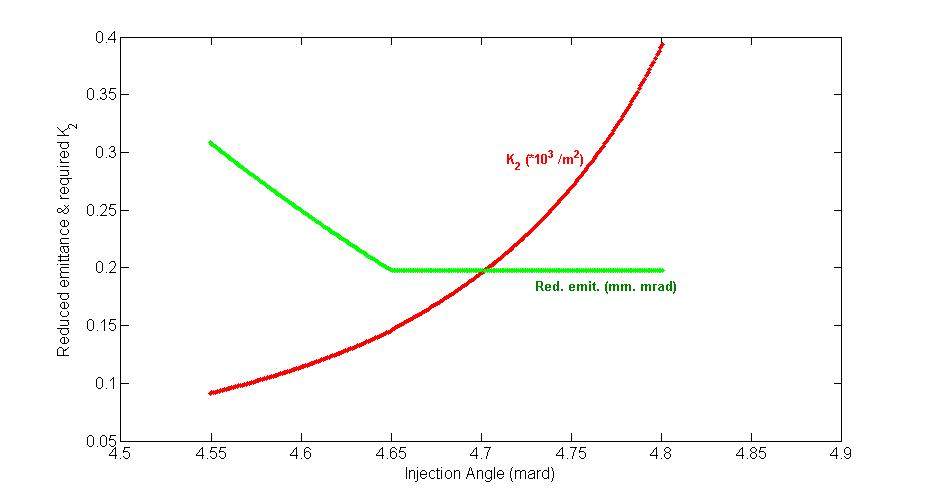 0.4
0.35
0.3
0.25
0.2
0.15
0.1
0.05
Reduced emittance & required K2
K2 (*10^3 /m^2)
Red. emit. (mm. mrad)
4.5 4.55 4.6 4.65 4.7 4.75 4.8 4.85 4.9
Injection Angle (mard)